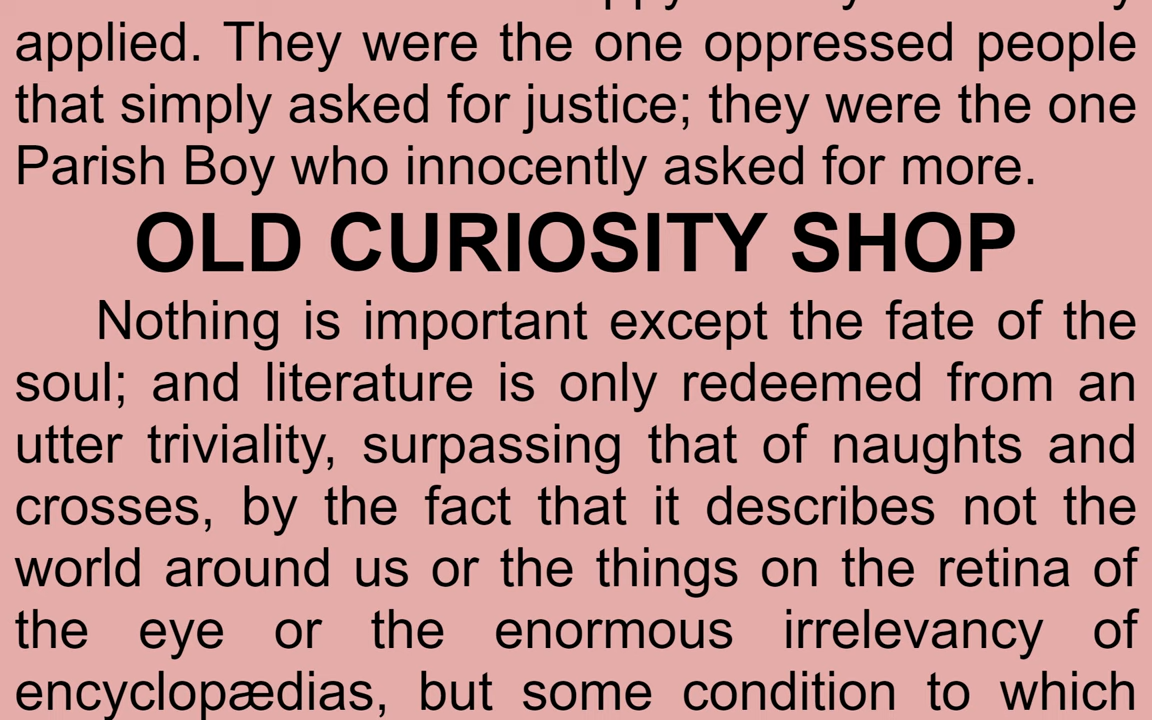 applied. They were the one oppressed people
that simply asked for justice; they were the one
Parish Boy who innocently asked for more.
OLD CURIOSITY SHOP
Nothing is important except the fate of the
soul; and literature is only redeemed from an
utter triviality, surpassing that of naughts and
crosses, by the fact that it describes not the
world around us or the things on the retina of
the eye or the enormous irrelevancy of
encyclopædias, but some condition to which